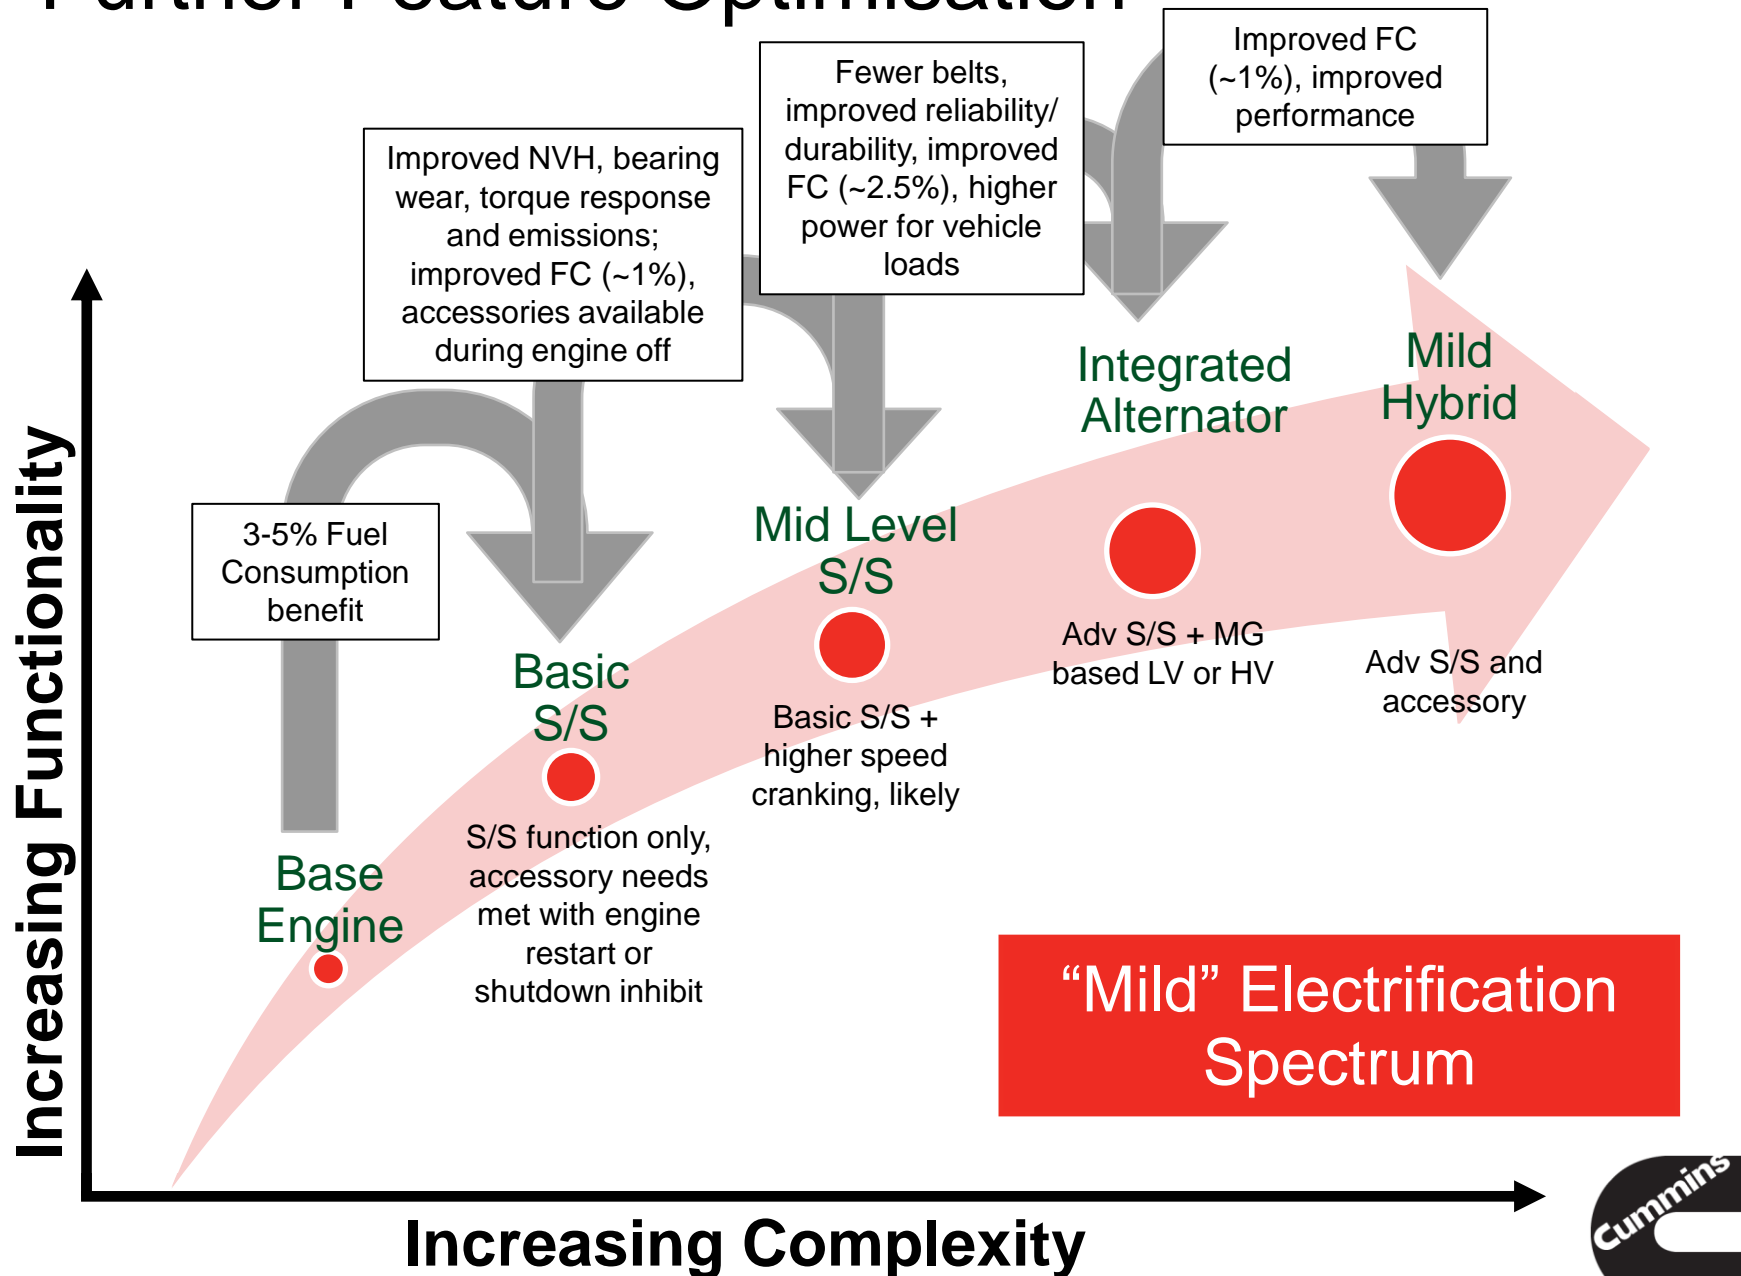 Further Feature Optimisation
Improved FC
(~1%), improved
performance
Fewer belts,
improved reliability/
durability, improved
FC (~2.5%), higher
power for vehicle
loads
Improved NVH, bearing
wear, torque response
and emissions;
improved FC (~1%),
accessories available
during engine off
3-5% Fuel
Consumption
benefit
Increasing Functionality
Base
Engine
Basic
S/S
S/S function only,
accessory needs
met with engine
restart or
shutdown inhibit
Mid Level
S/S
Basic S/S +
higher speed
cranking, likely
Integrated
Alternator
Adv S/S + MG
based LV or HV
Mild
Hybrid
Adv S/S and
accessory
“Mild” Electrification
Spectrum
Increasing Complexity
Cummins